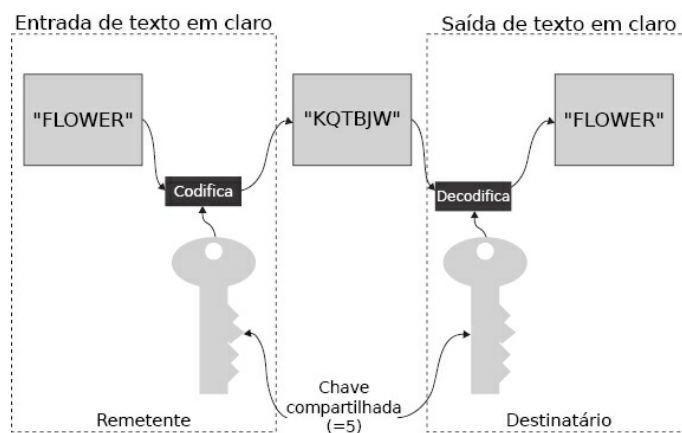 Entrada de texto em claro
Saída de texto em claro
"FLOWER"
"KQTBJW"
"FLOWER"
Codifica
Decodifica
Chave
compartilhada
(=5)
Remetente
Destinatário